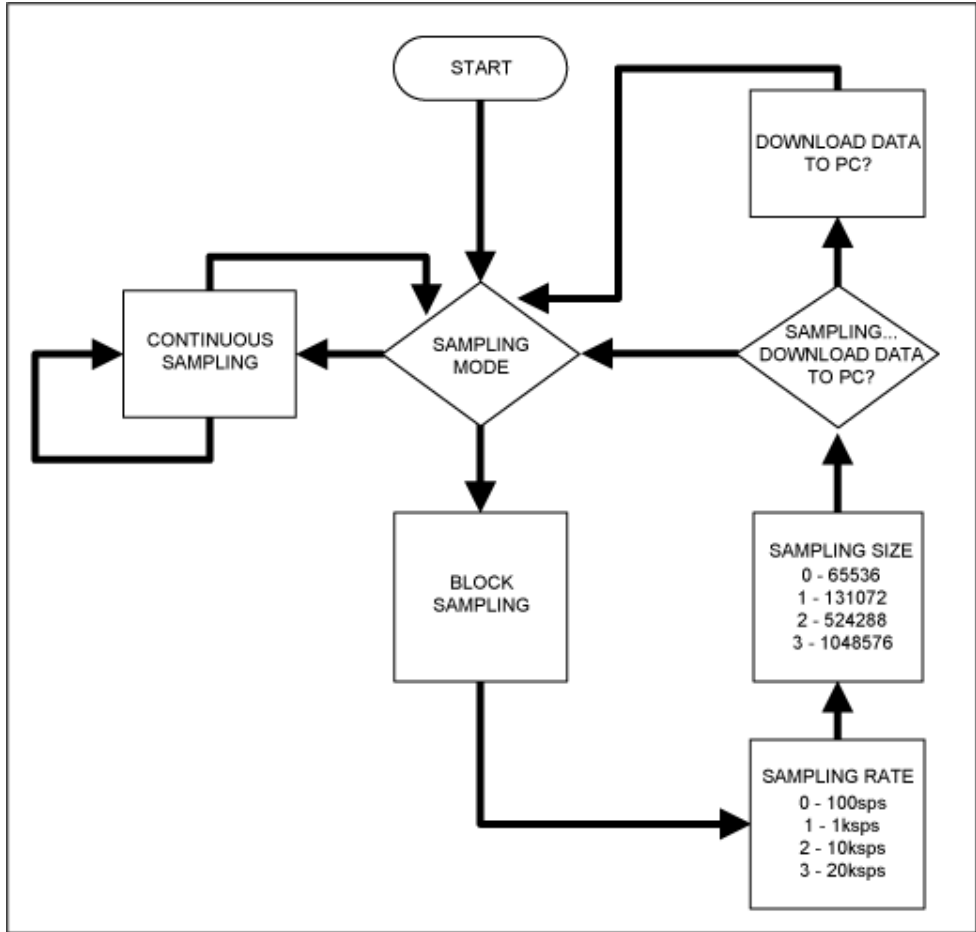 START
DOWNLOAD DATA
TO PC?
CONTINUOUS
SAMPLING
SAMPLING
MODE
SAMPLING...
DOWNLOAD DATA
TO PC?
BLOCK
SAMPLING
SAMPLING SIZE
0 - 65536
1 - 131072
2 - 524288
3 - 1048576
SAMPLING RATE
0 - 100sps
1 - 1ksps
2 - 10ksps
3 - 20ksps